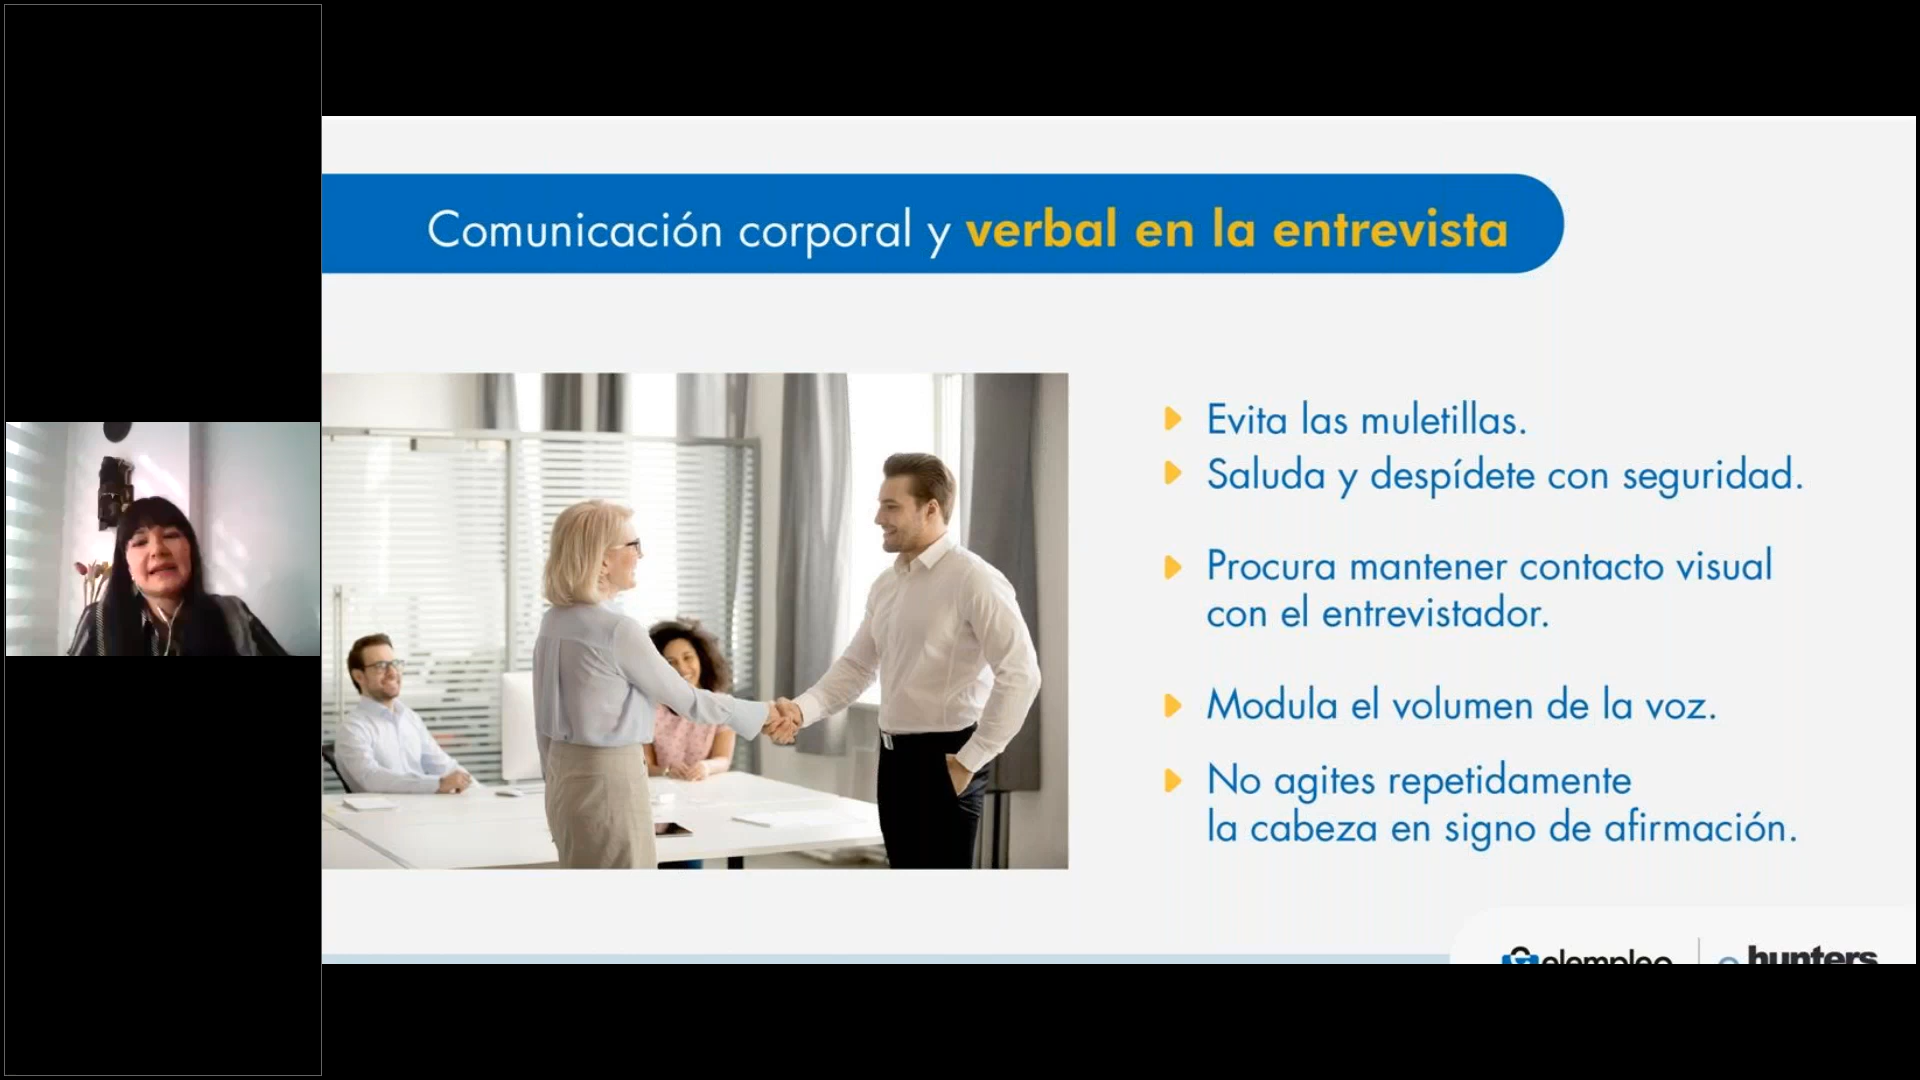 Comunicación corporal y verbal en la entrevista
Evita las muletillas.
Saluda y despídete con seguridad.
Procura mantener contacto visual
con el entrevistador.
Modula el volumen de la voz.
No agites repetidamente
la cabeza en signo de afirmación.
elempleo
hunters